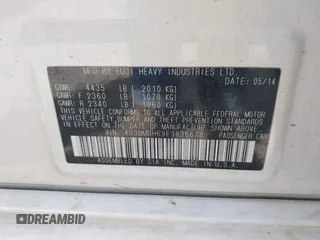 MFD BY FUJI HEAVY INDUSTRIES LTD. 05/14
GVWR: 4435 LB ( 2010 KG)
GAWR: F 2360 LB ( 1070 KG)
GAWR: R 2340 LB ( 1060 KG)
THIS VEHICLE CONFORMS TO ALL APPLICABLE FEDERAL MOTOR
VEHICLE SAFETY, BUMPER AND THEFT PREVENTION STANDARDS
IN EFFECT ON THE DATE OF MANUFACTURE SHOWN ABOVE.
VIN: PASSENGER CAR
ASSEMBLED BY SIA INC. MADE IN U.S.A.
©DREAMBID